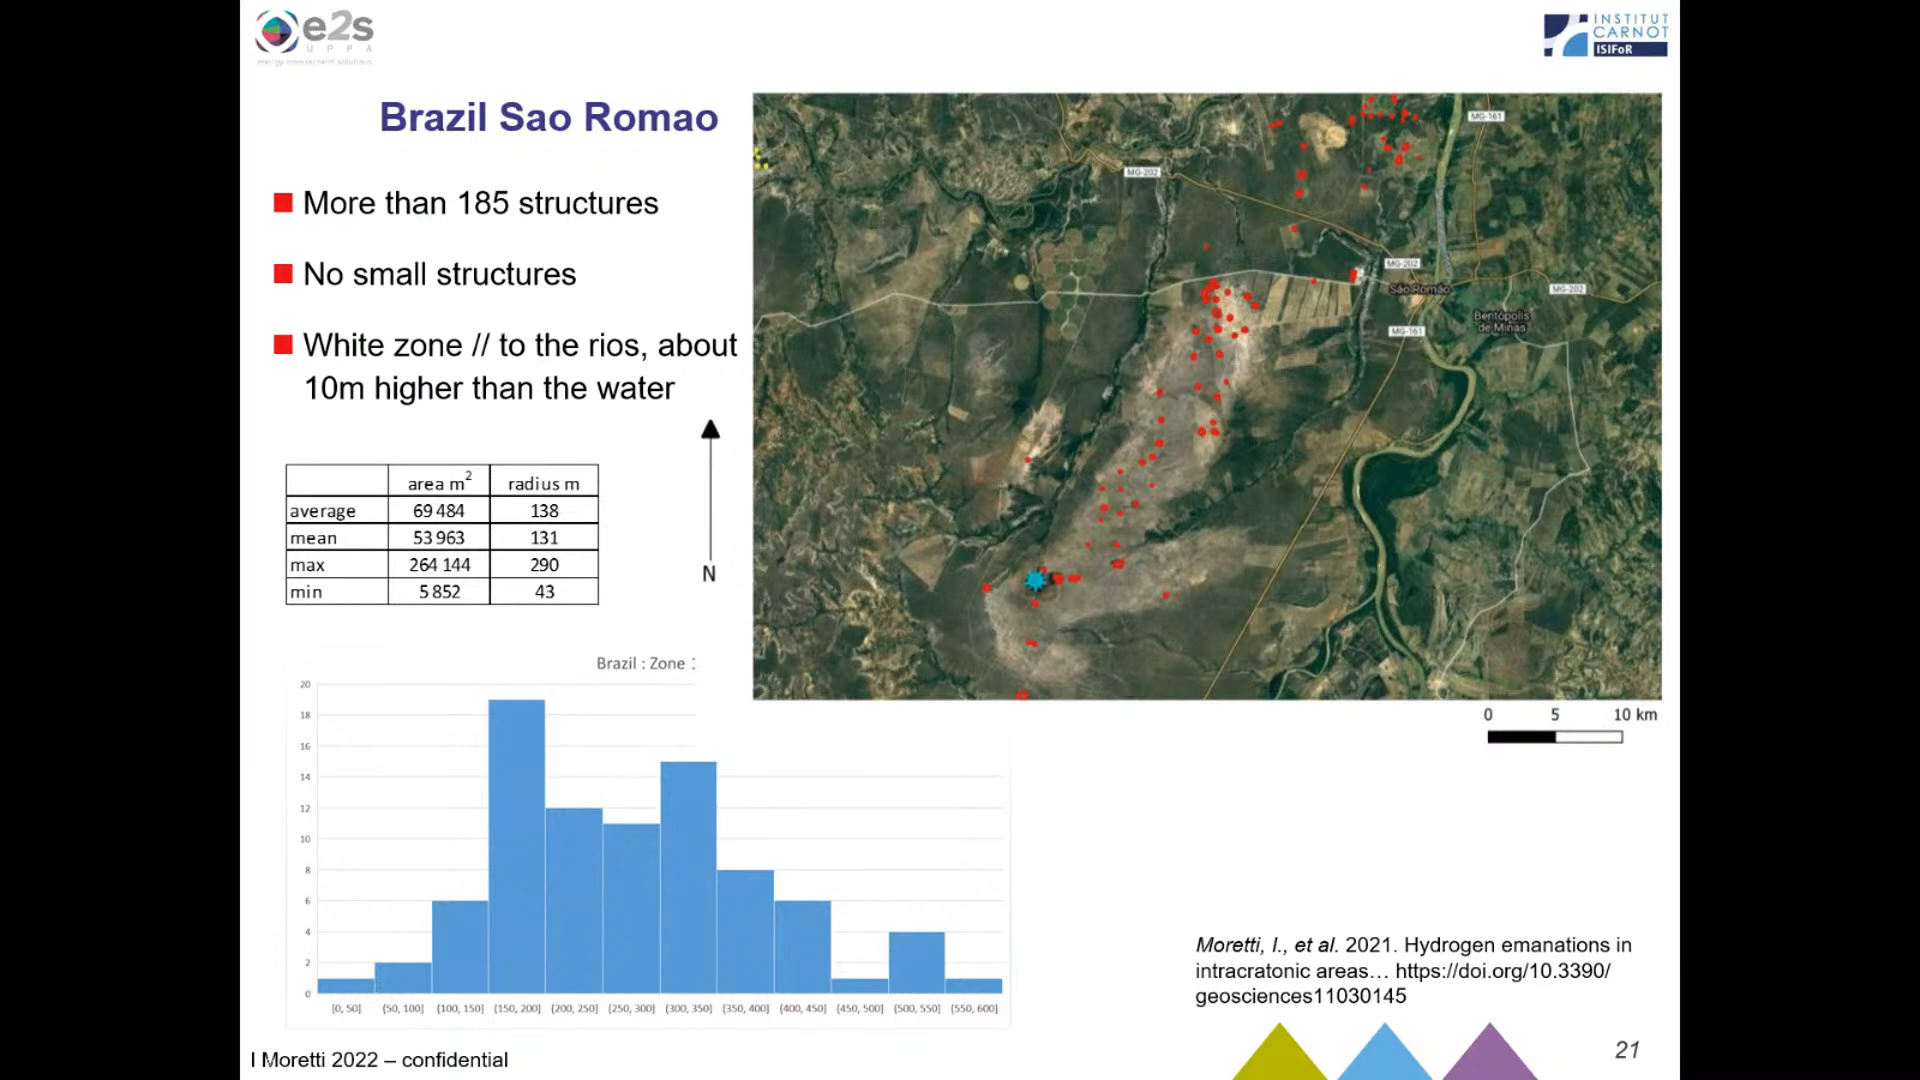 e2s
UPPA
INSTITUT
CARNOT
ISIFoR
Brazil Sao Romao
More than 185 structures
No small structures
White zone // to the rios, about
10m higher than the water
area m2 radius m
average 69 484 138
mean 53 963 131
max 264 144 290
min 5 852 43
N
MG-161
MG-202
MG-202
São Romão
MG-202
Bentópolis
de Minas
MG-161
0 5 10 km
Brazil : Zone
20
18
16
14
12
10
8
6
4
2
0
[0, 50] (50, 100] (100, 150] (150, 200] (200, 250] (250, 300] (300, 350] (350, 400] (400, 450] (450, 500] (500, 550] (550, 600]
Moretti, I., et al. 2021. Hydrogen emanations in
intracratonic areas… https://doi.org/10.3390/
geosciences11030145
I Moretti 2022 – confidential
21